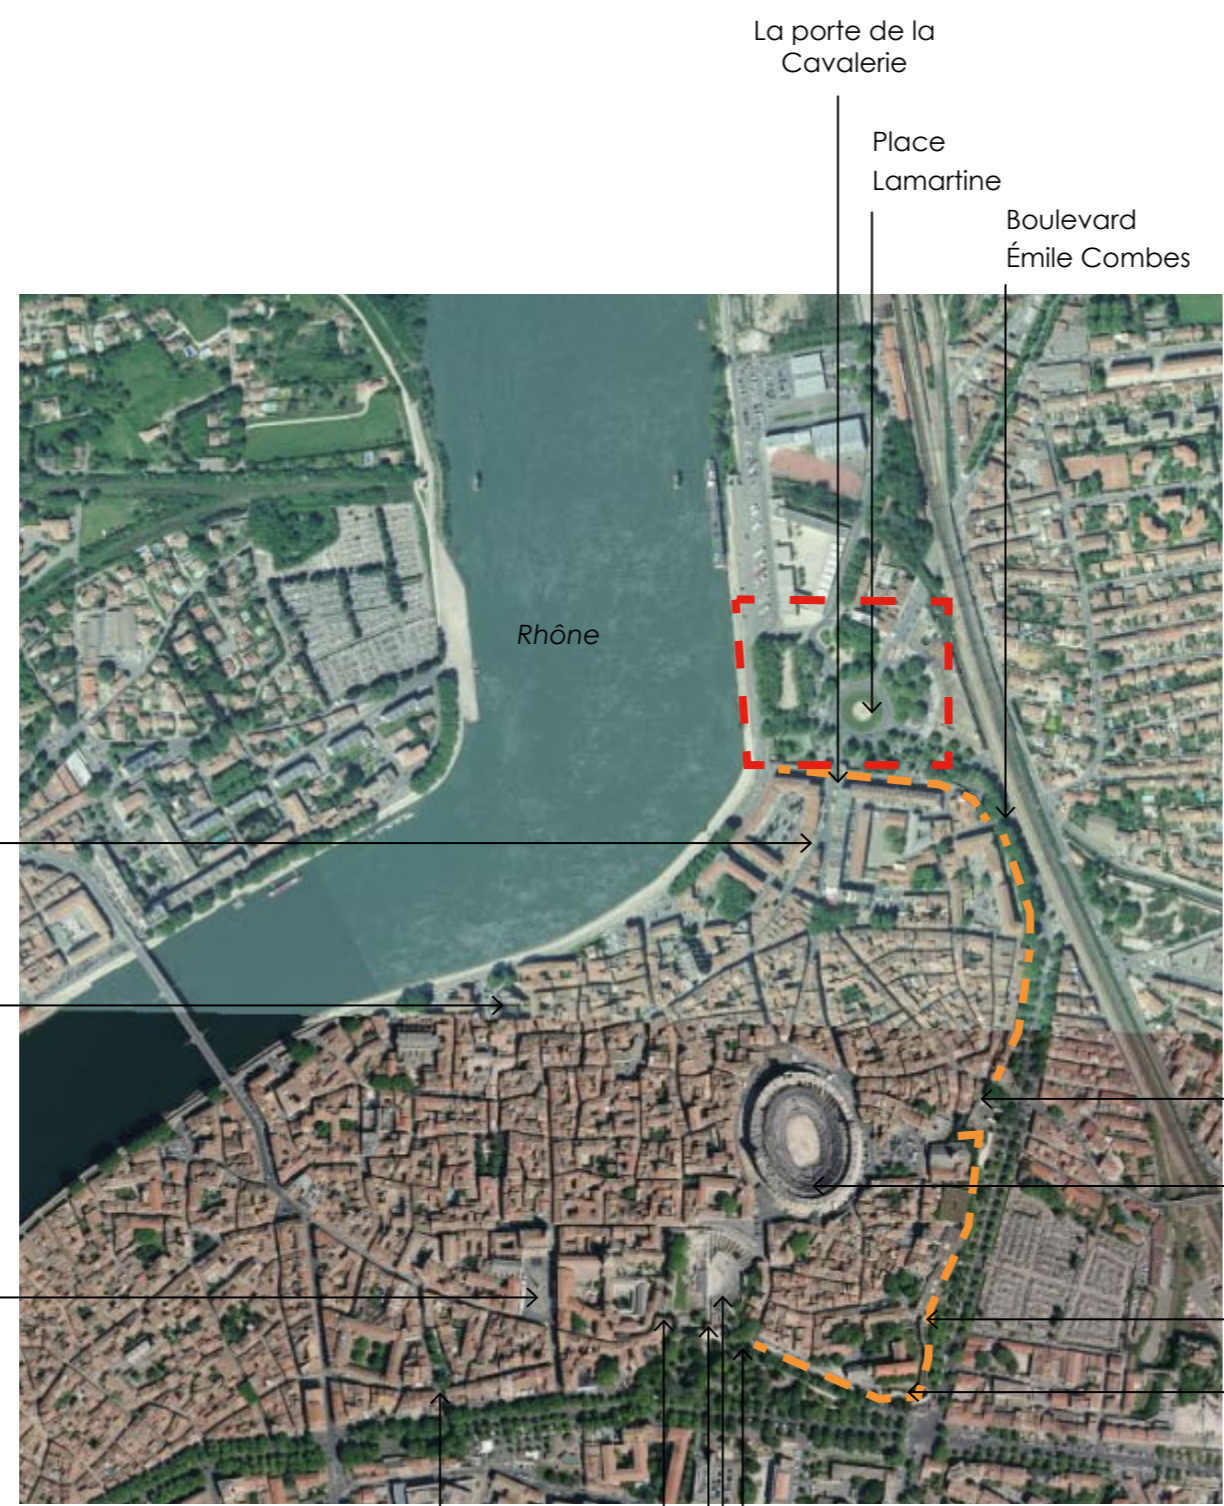 La porte de la
Cavalerie
Place
Lamartine
Boulevard
Émile Combes
Rhône